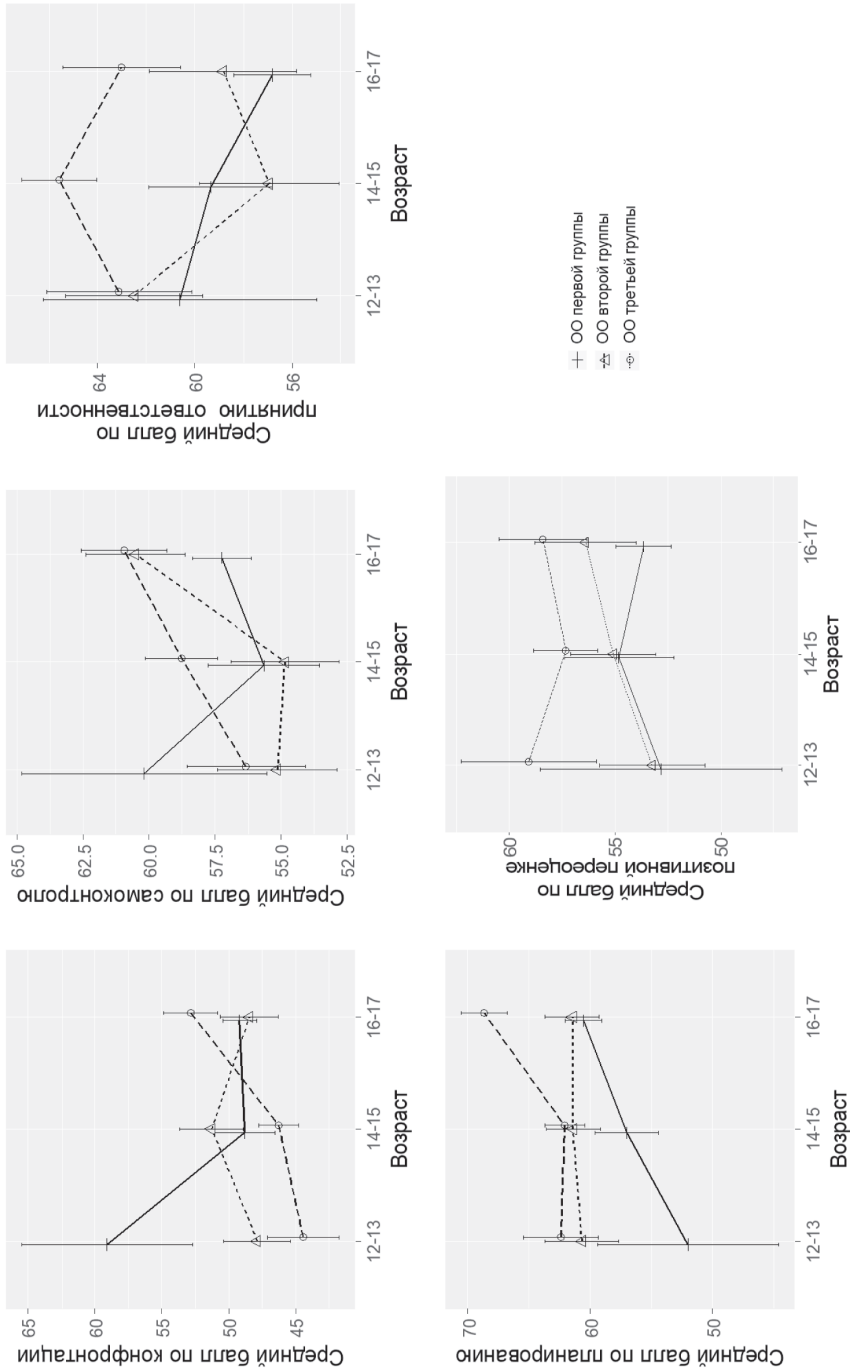 Средний балл по конфронтации
65
60
55
50
45
12-13
14-15
16-17
Возраст
Средний балл по самоконтролю
65.0
62.5
60.0
57.5
55.0
52.5
12-13
14-15
16-17
Возраст
Средний балл по
принятию ответственности
64
60
56
12-13
14-15
16-17
Возраст
Средний балл по планированию
70
60
50
12-13
14-15
16-17
Возраст
Средний балл по
позитивной переоценке
60
55
50
12-13
14-15
16-17
Возраст
ОО первой группы
ОО второй группы
ОО третьей группы